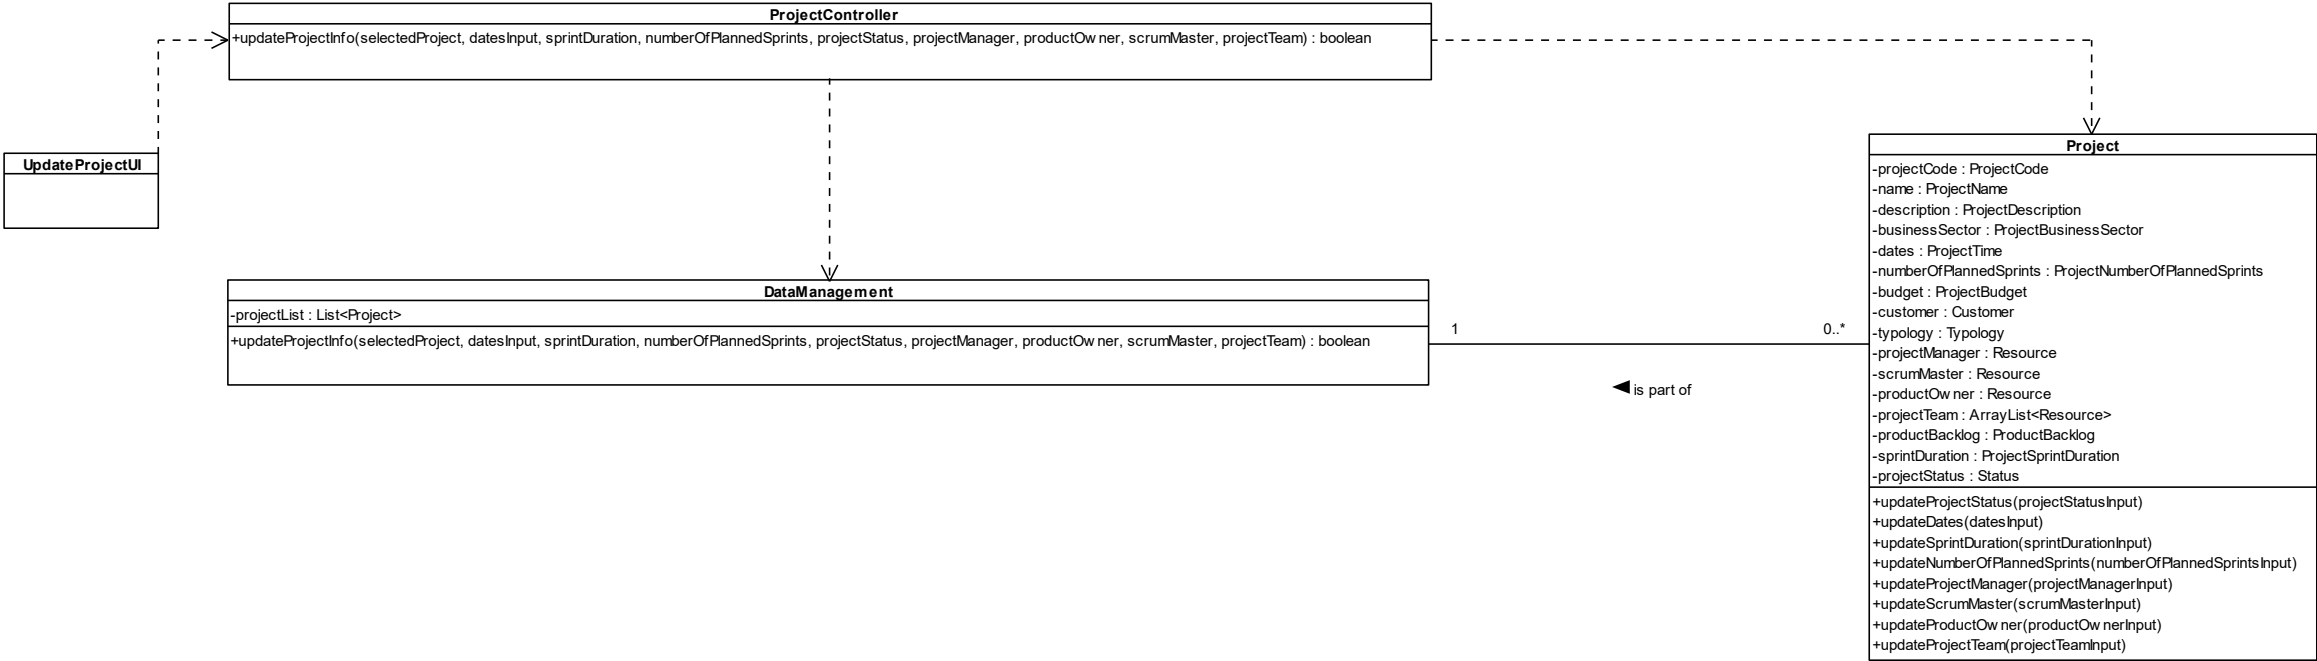 ProjectController
+updateProjectInfo(selectedProject, datesInput, sprintDuration, numberOfPlannedSprints, projectStatus, projectManager, productOwner, scrumMaster, projectTeam) : boolean
UpdateProjectUI
DataManagement
-projectList : List<Project>
+updateProjectInfo(selectedProject, datesInput, sprintDuration, numberOfPlannedSprints, projectStatus, projectManager, productOwner, scrumMaster, projectTeam) : boolean
1
0..*
is part of
Project
-projectCode : ProjectCode
-name : ProjectName
-description : ProjectDescription
-businessSector : ProjectBusinessSector
-dates : ProjectTime
-numberOfPlannedSprints : ProjectNumberOfPlannedSprints
-budget : ProjectBudget
-customer : Customer
-typology : Typology
-projectManager : Resource
-scrumMaster : Resource
-productOwner : Resource
-projectTeam : ArrayList<Resource>
-productBacklog : ProductBacklog
-sprintDuration : ProjectSprintDuration
-projectStatus : Status
+updateProjectStatus(projectStatusInput)
+updateDates(datesInput)
+updateSprintDuration(sprintDurationInput)
+updateNumberOfPlannedSprints(numberOfPlannedSprintsInput)
+updateProjectManager(projectManagerInput)
+updateScrumMaster(scrumMasterInput)
+updateProductOwner(productOwnerInput)
+updateProjectTeam(projectTeamInput)